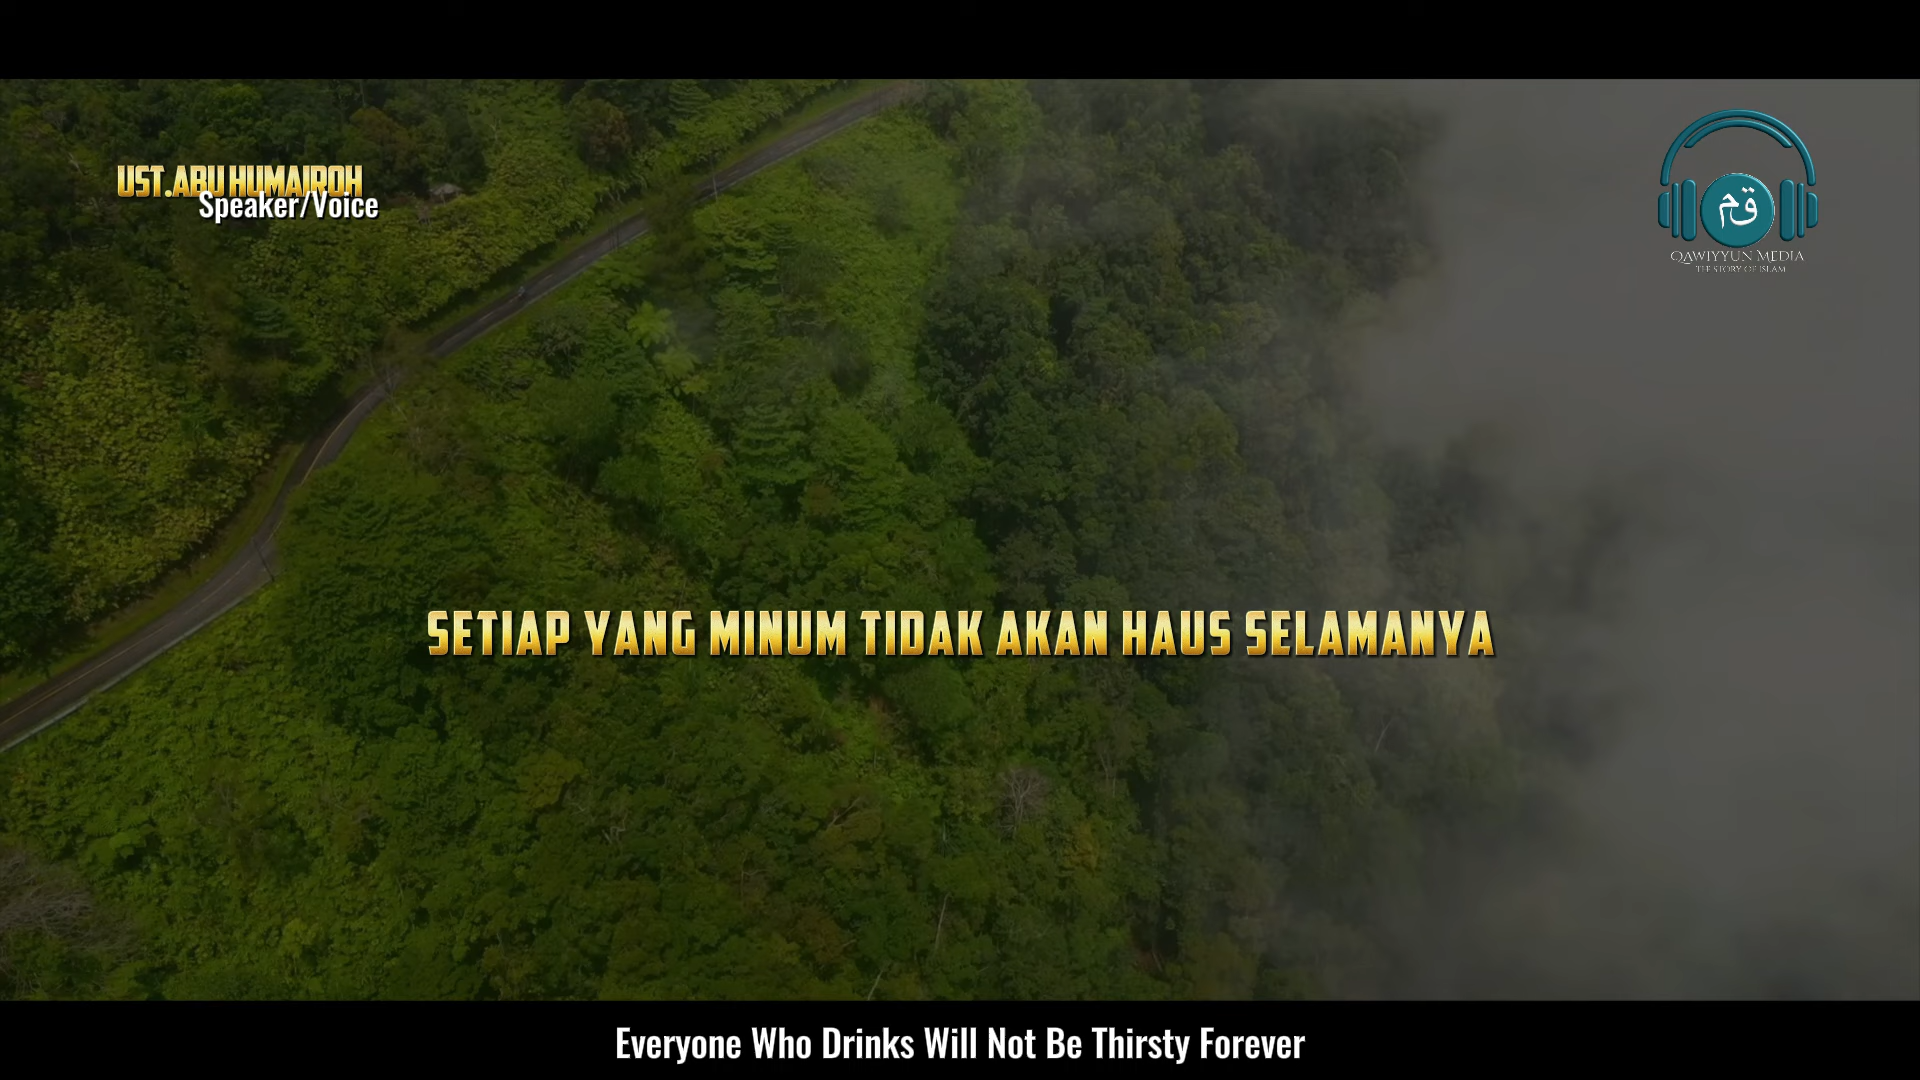 UST.ABU HUMAIROH
Speaker/Voice
قم
QAWIYYUN MEDIA
THE STORY OF ISLAM
SETIAP YANG MINUM TIDAK AKAN HAUS SELAMANYA
Everyone Who Drinks Will Not Be Thirsty Forever